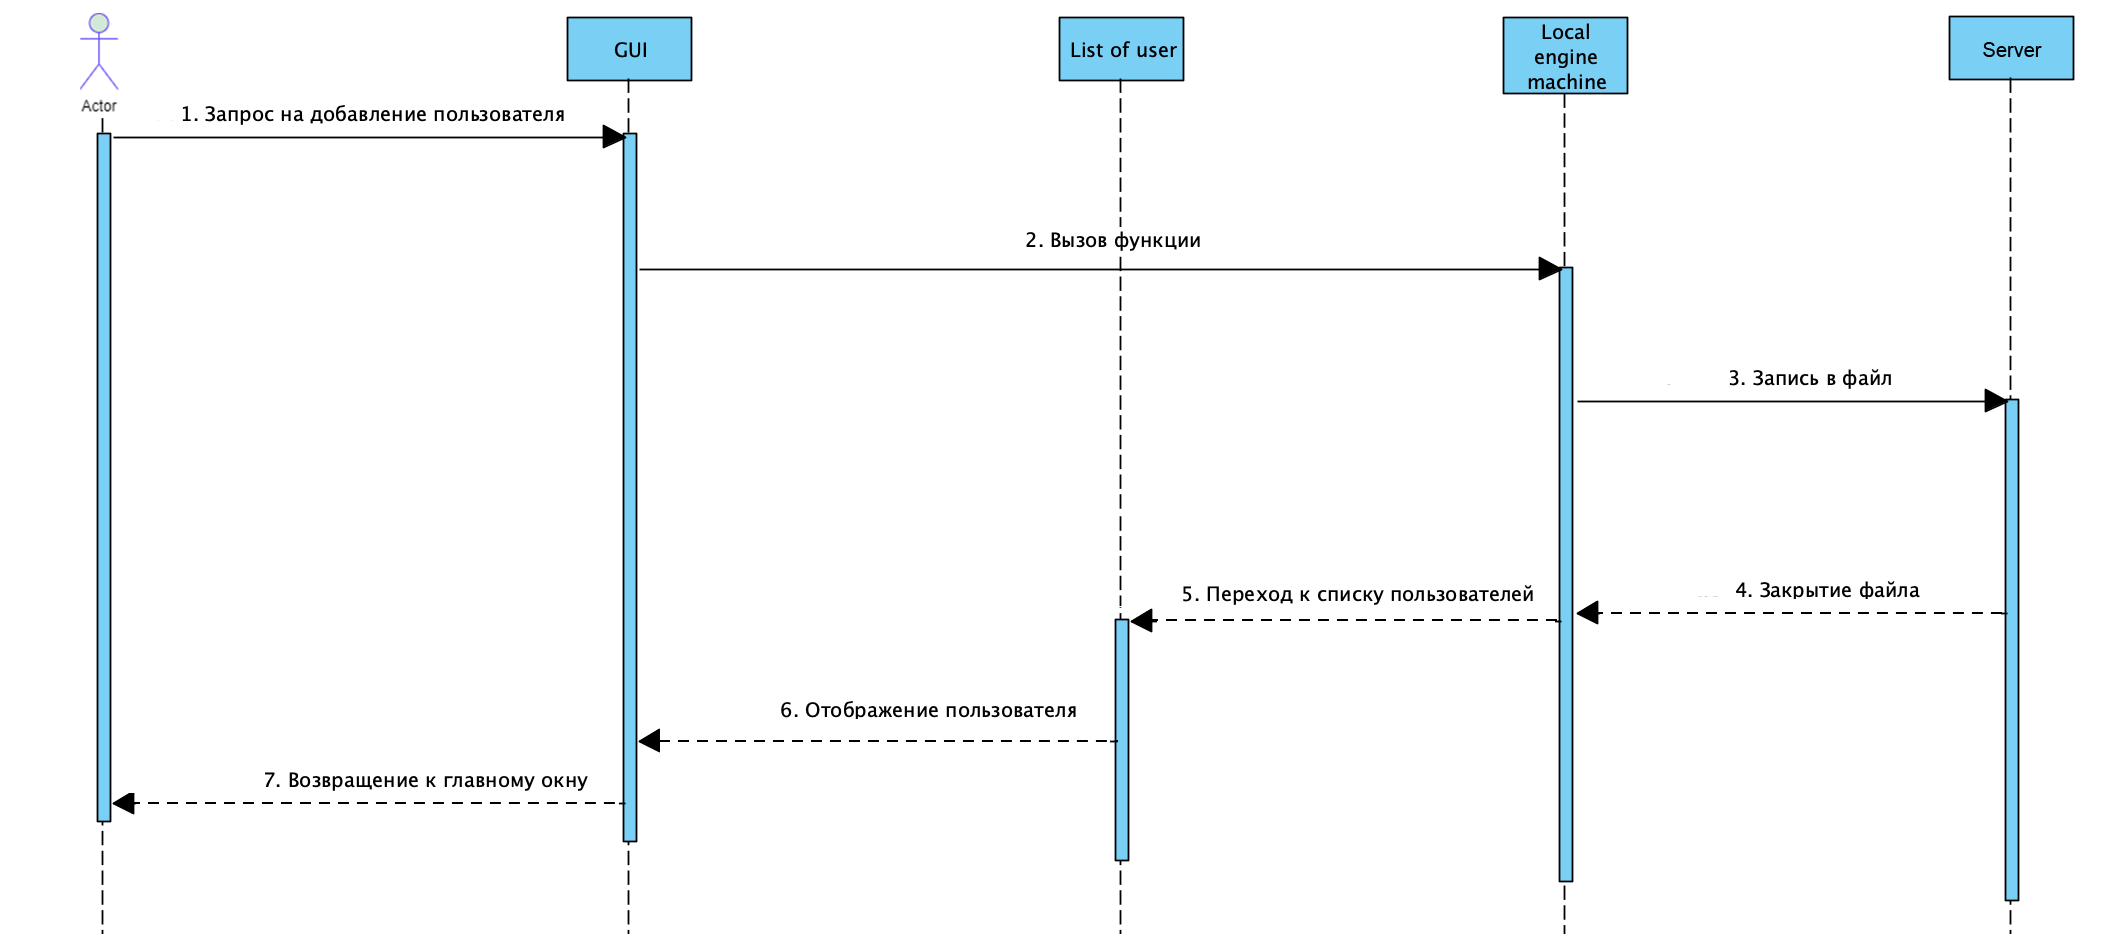 Actor
GUI
List of user
Local
engine
machine
Server
1. Запрос на добавление пользователя
2. Вызов функции
3. Запись в файл
4. Закрытие файла
5. Переход к списку пользователей
6. Отображение пользователя
7. Возвращение к главному окну